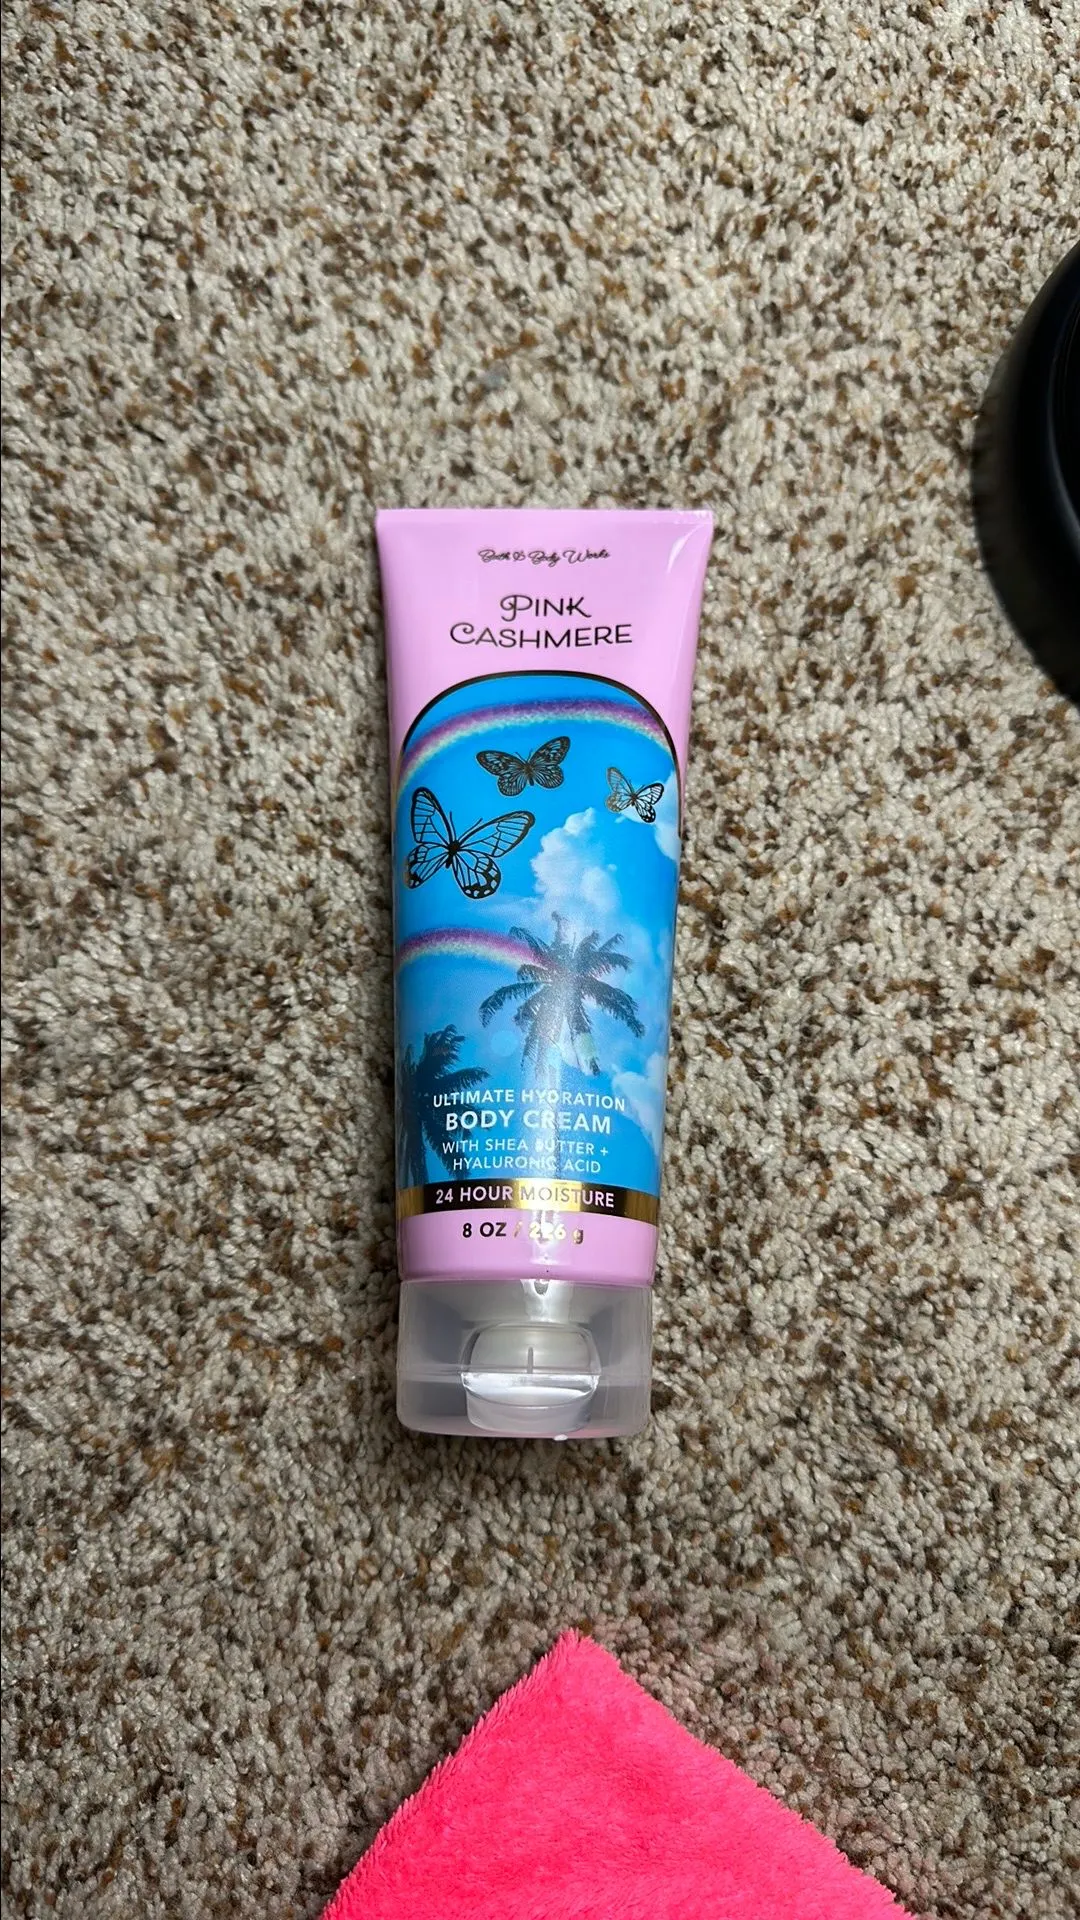 Bath & Body Works
PINK
CASHMERE
ULTIMATE HYDRATION
BODY CREAM
WITH SHEA BUTTER +
HYALURONIC ACID
24 HOUR MOISTURE
8 OZ / 226 g